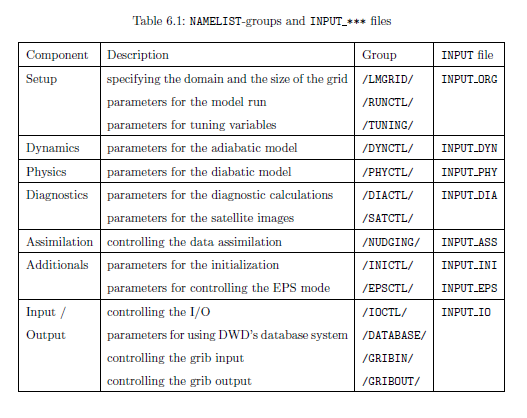 Table 6.1: NAMELIST-groups and INPUT_*** files
Component Description Group INPUT file
Setup specifying the domain and the size of the grid /LMGRID/ INPUT_ORG
parameters for the model run /RUNCTL/
parameters for tuning variables /TUNING/
Dynamics parameters for the adiabatic model /DYNCTL/ INPUT_DYN
Physics parameters for the diabatic model /PHYCTL/ INPUT_PHY
Diagnostics parameters for the diagnostic calculations /DIACTL/ INPUT_DIA
parameters for the satellite images /SATCTL/
Assimilation controlling the data assimilation /NUDGING/ INPUT_ASS
Additionals parameters for the initialization /INICTL/ INPUT_INI
parameters for controlling the EPS mode /EPSCTL/ INPUT_EPS
Input / controlling the I/O /IOCTL/ INPUT_IO
Output parameters for using DWD's database system /DATABASE/
controlling the grib input /GRIBIN/
controlling the grib output /GRIBOUT/